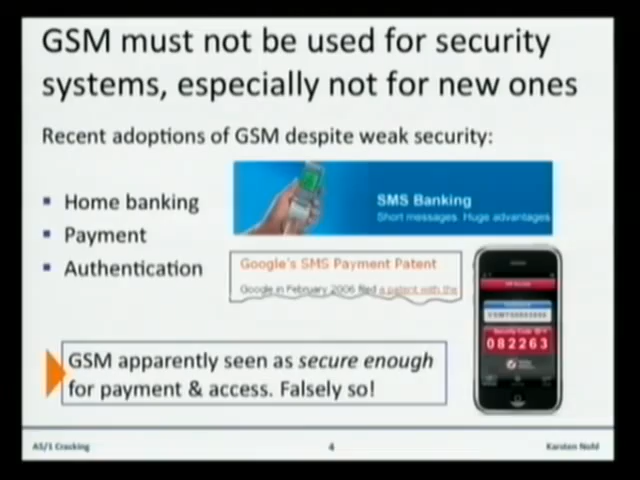 GSM must not be used for security
systems, especially not for new ones
Recent adoptions of GSM despite weak security:
▪ Home banking
▪ Payment
▪ Authentication
SMS Banking
Short messages. Huge advantages
Google's SMS Payment Patent
Google in February 2006 filed a patent with the
082263
GSM apparently seen as secure enough
for payment & access. Falsely so!
A5/1 Cracking
4
Karsten Nohl